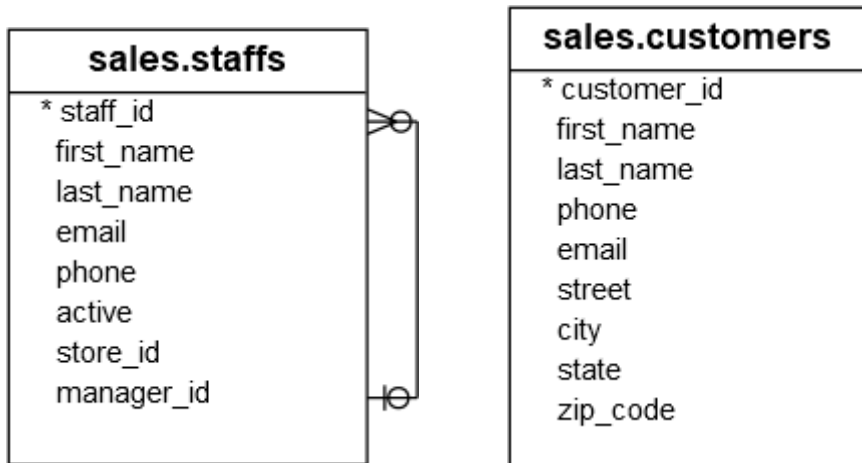 sales.staffs
* staff_id
first_name
last_name
email
phone
active
store_id
manager_id
sales.customers
* customer_id
first_name
last_name
phone
email
street
city
state
zip_code